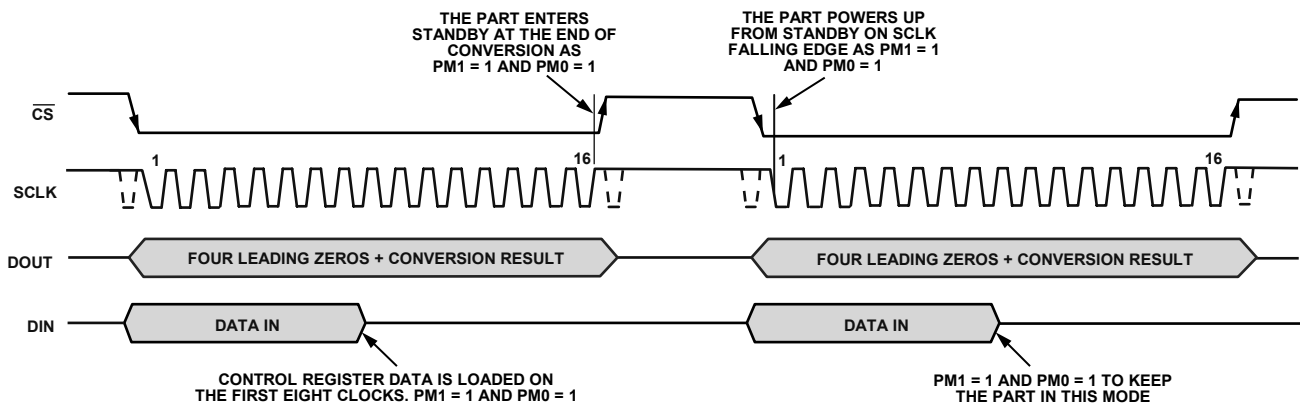 THE PART ENTERS
STANDBY AT THE END OF
CONVERSION AS
PM1 = 1 AND PM0 = 1
THE PART POWERS UP
FROM STANDBY ON SCLK
FALLING EDGE AS PM1 = 1
AND PM0 = 1
CS
1
16
1
16
SCLK
DOUT
FOUR LEADING ZEROS + CONVERSION RESULT
FOUR LEADING ZEROS + CONVERSION RESULT
DIN
DATA IN
DATA IN
CONTROL REGISTER DATA IS LOADED ON
THE FIRST EIGHT CLOCKS. PM1 = 1 AND PM0 = 1
PM1 = 1 AND PM0 = 1 TO KEEP
THE PART IN THIS MODE